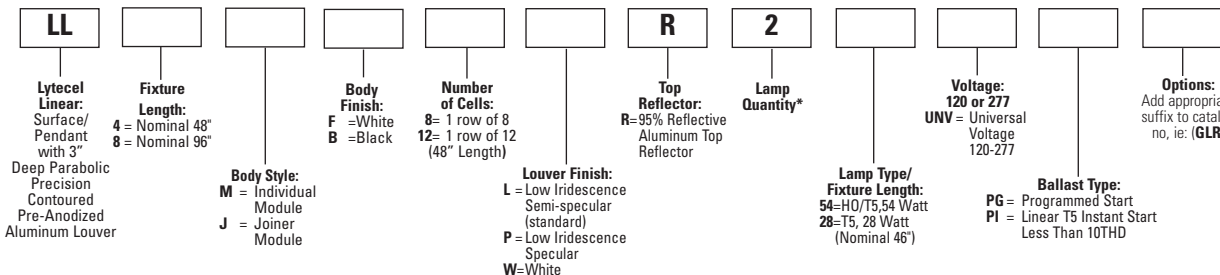 LL
R
2
Lytecel
Linear:
Surface/
Pendant
with 3”
Deep Parabolic
Precision
Contoured
Pre-Anodized
Aluminum Louver
Fixture
Length:
4 = Nominal 48"
8 = Nominal 96"
Body Style:
M = Individual
Module
J = Joiner
Module
Body
Finish:
F =White
B =Black
Number
of Cells:
8= 1 row of 8
12= 1 row of 12
(48” Length)
Louver Finish:
L = Low Iridescence
Semi-specular
(standard)
P = Low Iridescence
Specular
W=White
Top
Reflector:
R=95% Reflective
Aluminum Top
Reflector
Lamp
Quantity*
Lamp Type/
Fixture Length:
54=HO/T5,54 Watt
28=T5, 28 Watt
(Nominal 46")
Voltage:
120 or 277
UNV = Universal
Voltage
120-277
Ballast Type:
PG = Programmed Start
PI = Linear T5 Instant Start
Less Than 10THD
Options:
Add
suffix to
no, ie: (GLR